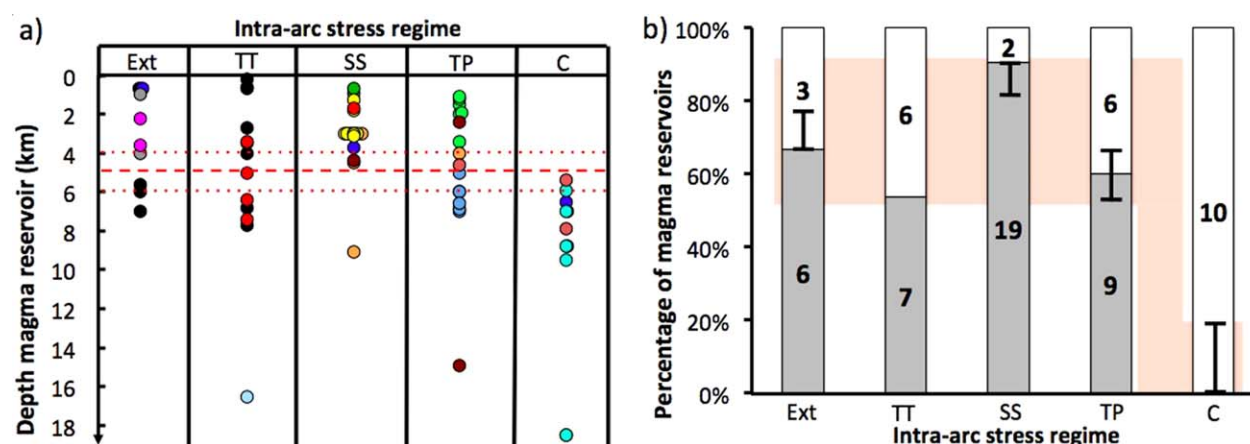 a)
Intra-arc stress regime
Ext TT SS TP C
Depth magma reservoir (km)
0
2
4
6
8
10
12
14
16
18
b)
Percentage of magma reservoirs
100%
80%
60%
40%
20%
0%
3 6 2 6 10
6 7 19 9
Ext TT SS TP C
Intra-arc stress regime